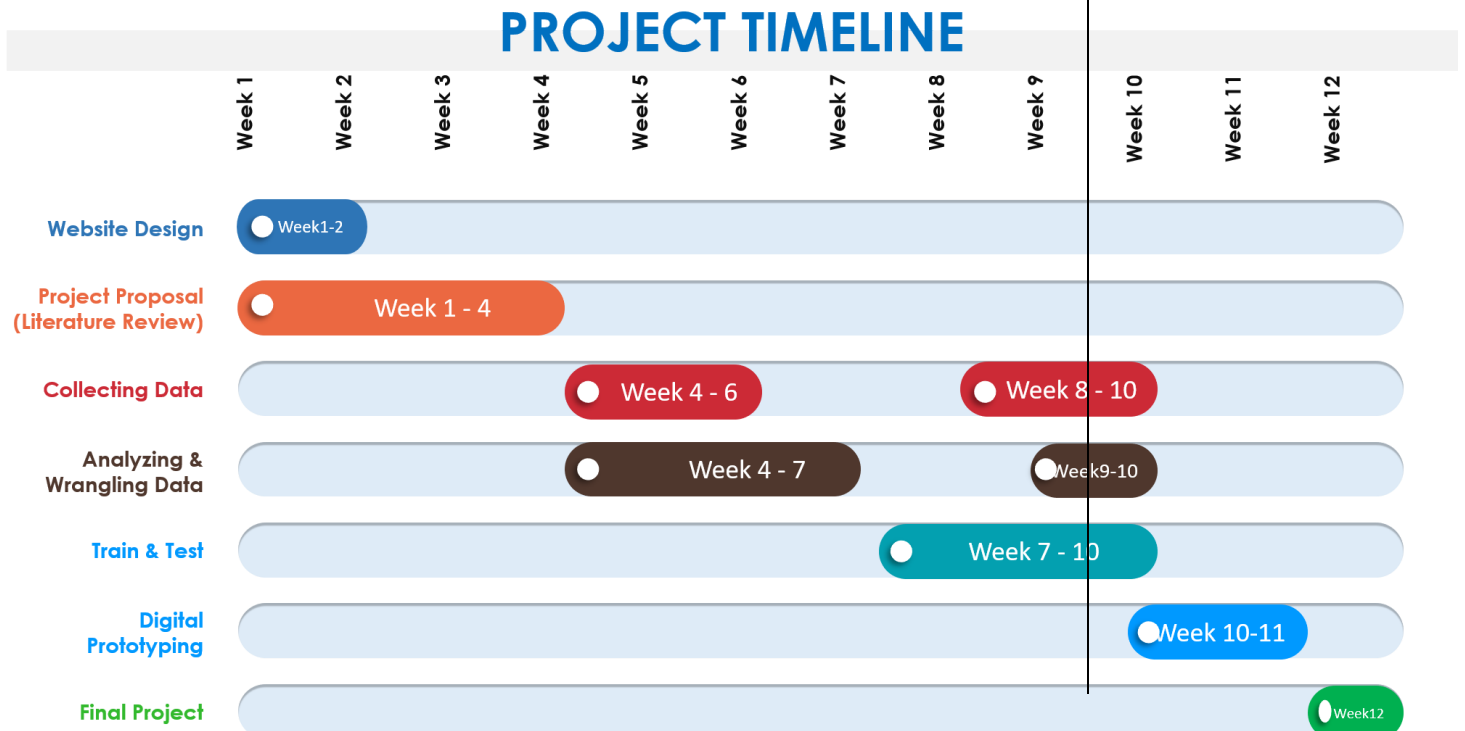 PROJECT TIMELINE
Week 1
Week 2
Week 3
Week 4
Week 5
Week 6
Week 7
Week 8
Week 9
Week 10
Week 11
Week 12
Website Design
Week1-2
Project Proposal
(Literature Review)
Week 1 - 4
Collecting Data
Week 4 - 6
Week 8 - 10
Analyzing &
Wrangling Data
Week 4 - 7
Week9-10
Train & Test
Week 7 - 10
Digital
Prototyping
Week 10-11
Final Project
Week12